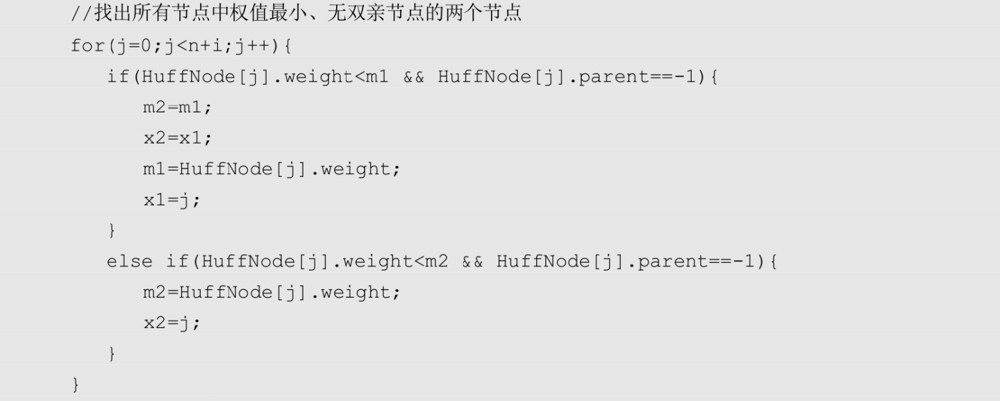 //找出所有节点中权值最小、无双亲节点的两个节点
for(j=0;j<n+i;j++){
if(HuffNode[j].weight<m1 && HuffNode[j].parent==-1){
m2=m1;
x2=x1;
m1=HuffNode[j].weight;
x1=j;
}
else if(HuffNode[j].weight<m2 && HuffNode[j].parent==-1){
m2=HuffNode[j].weight;
x2=j;
}
}